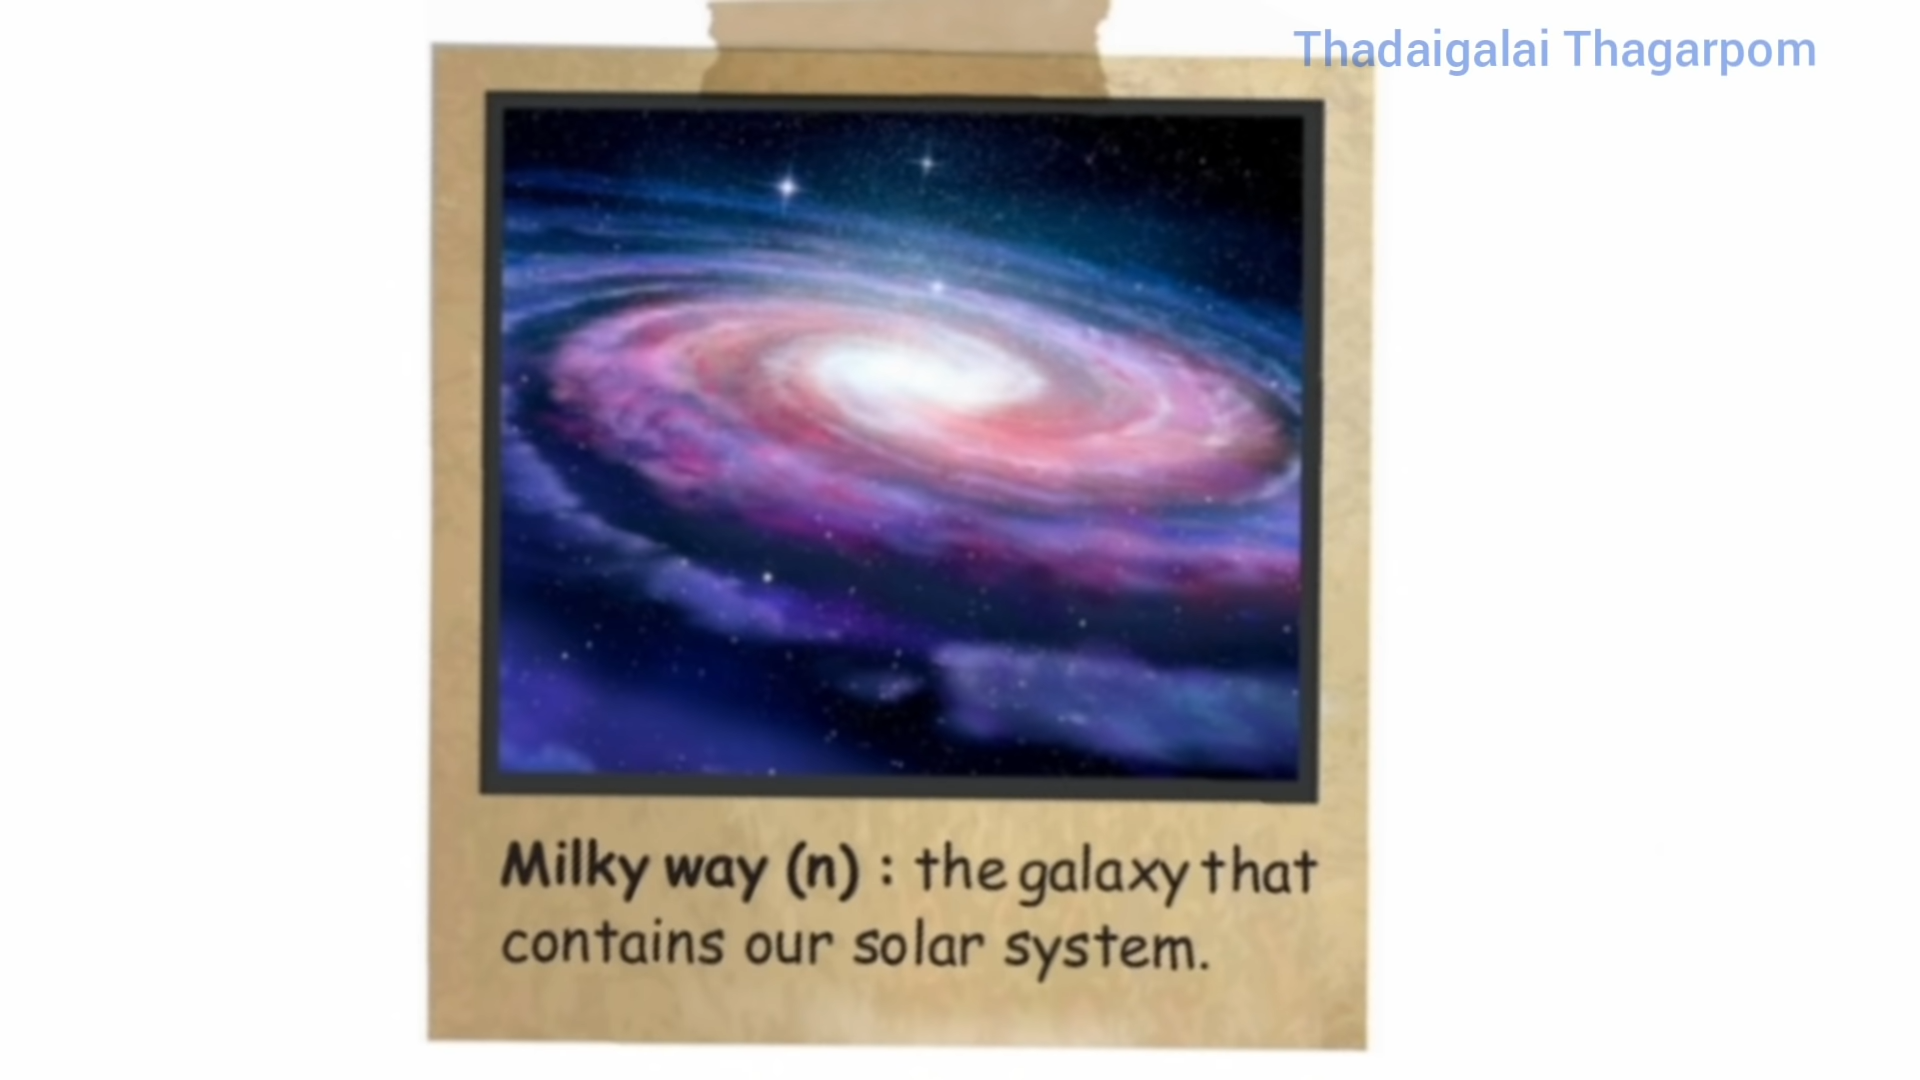 Thadaigalai Thagarpom
Milky way (n) : the galaxy that
contains our solar system.